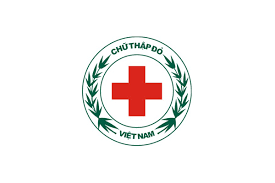 CHỮ THẬP ĐỎ
VIỆT NAM